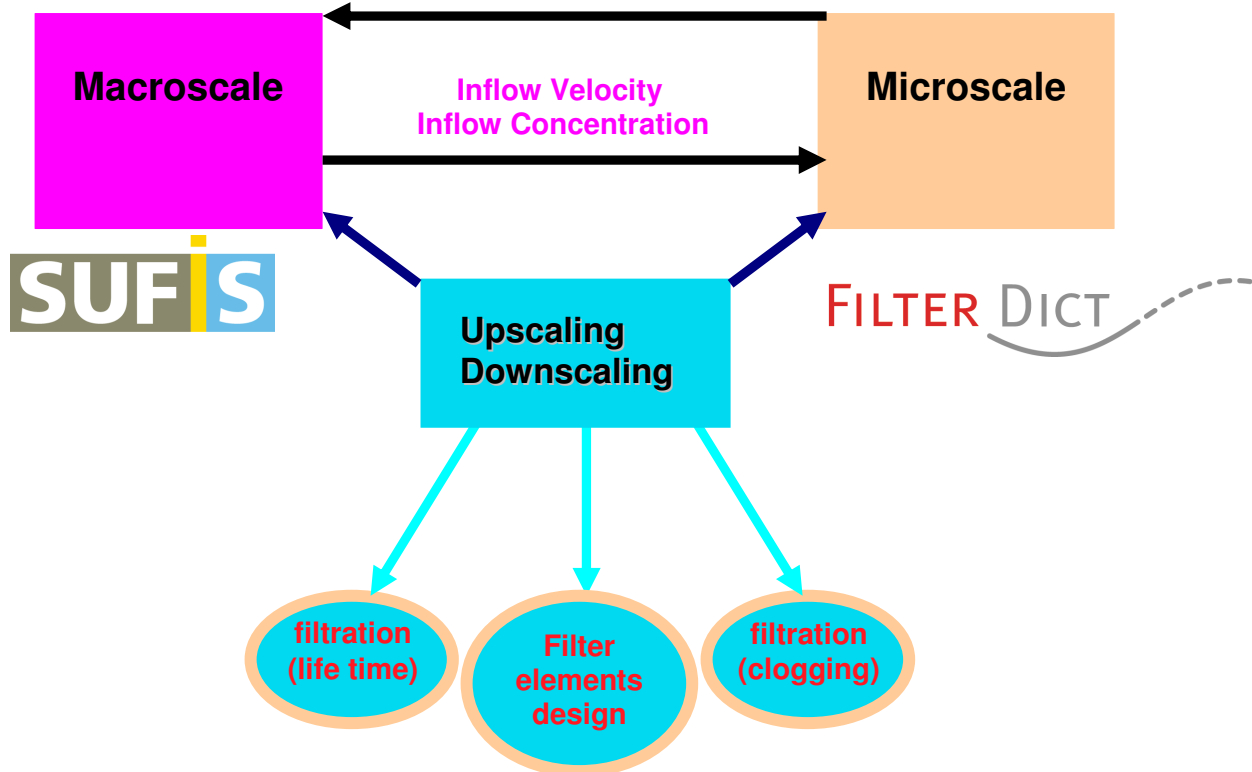 Macroscale
Inflow Velocity
Inflow Concentration
Microscale
SUFiS
FILTER DICT
Upscaling
Downscaling
filtration
(life time)
Filter
elements
design
filtration
(clogging)